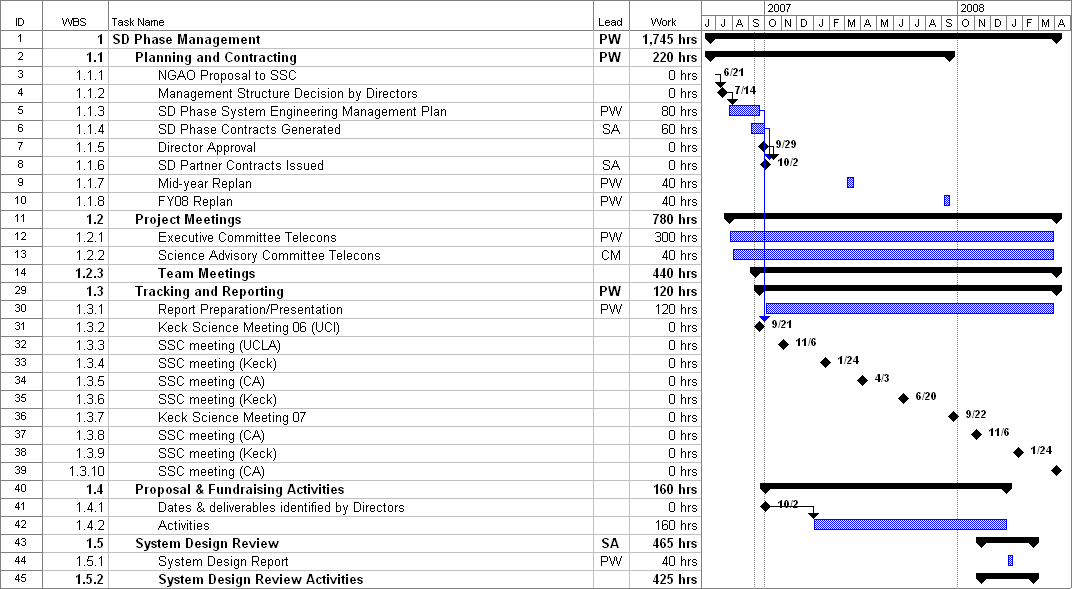 2007 2008
ID WBS Task Name Lead Work J J A S O N D J F M A M J J A S O N D J F M A
1 1 SD Phase Management PW 1,745 hrs
2 1.1 Planning and Contracting PW 220 hrs
3 1.1.1 NGAO Proposal to SSC 0 hrs 6/21
4 1.1.2 Management Structure Decision by Directors 0 hrs 7/14
5 1.1.3 SD Phase System Engineering Management Plan PW 80 hrs
6 1.1.4 SD Phase Contracts Generated SA 60 hrs
7 1.1.5 Director Approval 0 hrs 9/29
8 1.1.6 SD Partner Contracts Issued SA 0 hrs 10/2
9 1.1.7 Mid-year Replan PW 40 hrs
10 1.1.8 FY08 Replan PW 40 hrs
11 1.2 Project Meetings 780 hrs
12 1.2.1 Executive Committee Telecons PW 300 hrs
13 1.2.2 Science Advisory Committee Telecons CM 40 hrs
14 1.2.3 Team Meetings 440 hrs
29 1.3 Tracking and Reporting PW 120 hrs
30 1.3.1 Report Preparation/Presentation PW 120 hrs
31 1.3.2 Keck Science Meeting 06 (UCI) 0 hrs 9/21
32 1.3.3 SSC meeting (UCLA) 0 hrs 11/6
33 1.3.4 SSC meeting (Keck) 0 hrs 1/24
34 1.3.5 SSC meeting (CA) 0 hrs 4/3
35 1.3.6 SSC meeting (Keck) 0 hrs 6/20
36 1.3.7 Keck Science Meeting 07 0 hrs 9/22
37 1.3.8 SSC meeting (CA) 0 hrs 11/6
38 1.3.9 SSC meeting (Keck) 0 hrs 1/24
39 1.3.10 SSC meeting (CA) 0 hrs
40 1.4 Proposal & Fundraising Activities 160 hrs
41 1.4.1 Dates & deliverables identified by Directors 0 hrs 10/2
42 1.4.2 Activities 160 hrs
43 1.5 System Design Review SA 465 hrs
44 1.5.1 System Design Report PW 40 hrs
45 1.5.2 System Design Review Activities 425 hrs